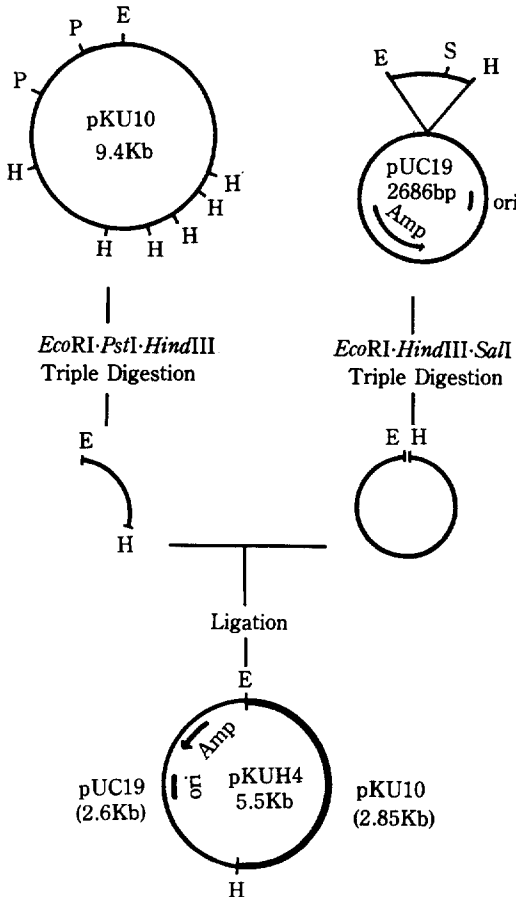 E
P
P
pKU10
9.4Kb
H
H
H
H
H
H
E
S
H
pUC19
2686bp
Amp
ori
EcoRI·PstI·HindIII
Triple Digestion
EcoRI·HindIII·SalI
Triple Digestion
E
H
E H
Ligation
E
Amp
ori
pKUH4
5.5Kb
pUC19
(2.6Kb)
pKU10
(2.85Kb)
H